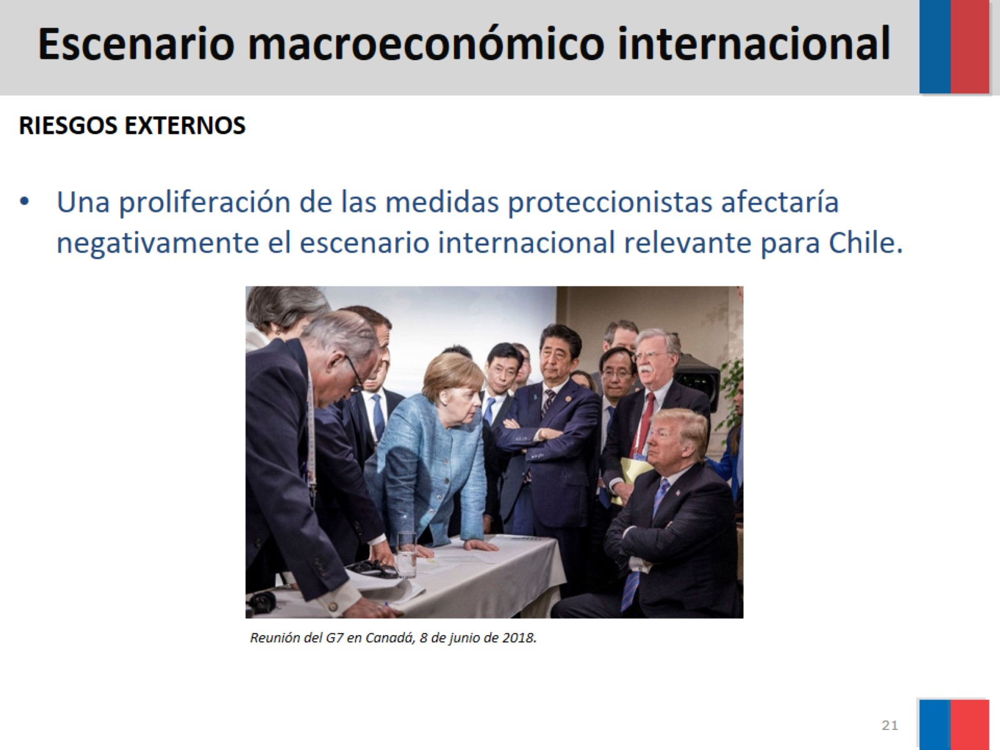 Escenario macroeconómico internacional
RIESGOS EXTERNOS
• Una proliferación de las medidas proteccionistas afectaría
negativamente el escenario internacional relevante para Chile.
Reunión del G7 en Canadá, 8 de junio de 2018.
21